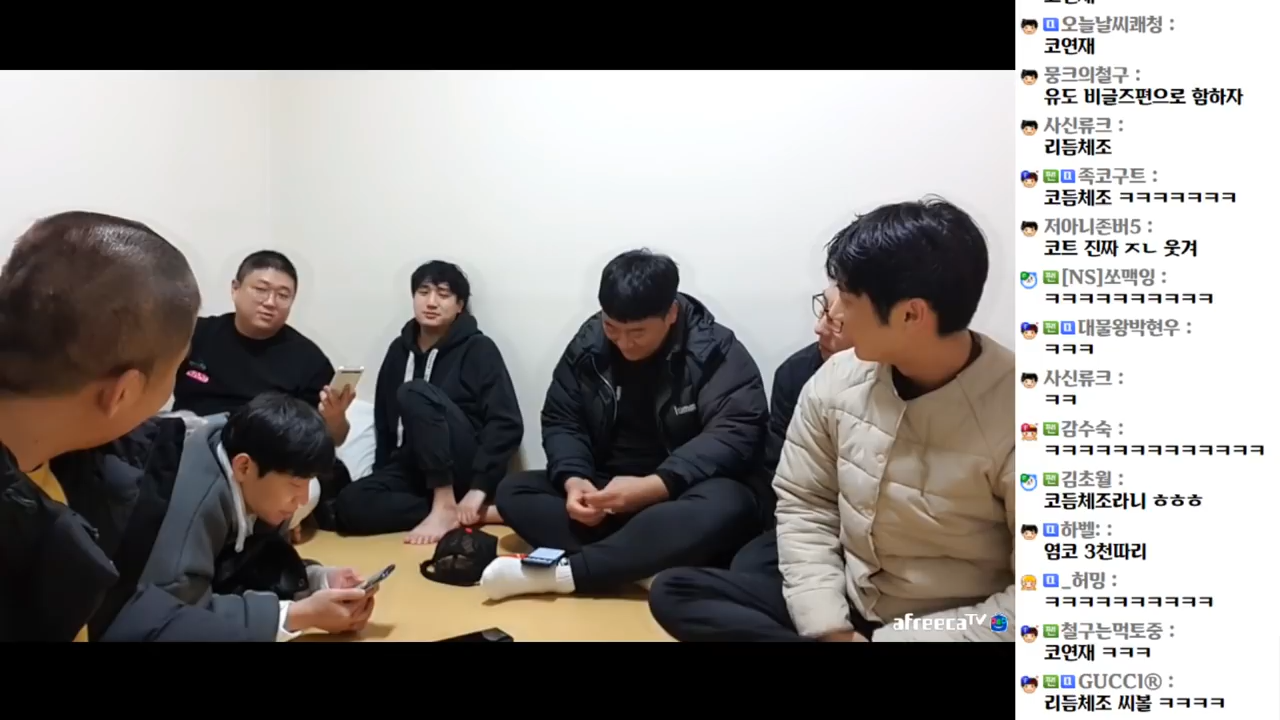 오늘날씨쾌청 :
코연재
뭉크의철구 :
유도 비글즈편으로 함하자
사신류크 :
리듬체조
족코구트 :
코듬체조 ㅋㅋㅋㅋㅋㅋㅋ
저아니존버5 :
코트 진짜 ㅈㄴ 웃겨
[NS]쏘맥잉 :
ㅋㅋㅋㅋㅋㅋㅋㅋㅋㅋ
대물왕박현우 :
ㅋㅋㅋ
사신류크 :
ㅋㅋ
감수숙 :
ㅋㅋㅋㅋㅋㅋㅋㅋㅋㅋㅋㅋㅋ
김초월 :
코듬체조라니 ㅎㅎㅎ
하벨: :
염코 3천따리
_허밍 :
ㅋㅋㅋㅋㅋㅋㅋㅋㅋㅋ
철구는먹토중 :
코연재 ㅋㅋㅋ
GUCCI® :
리듬체조 씨볼 ㅋㅋㅋㅋ
afreecaTV